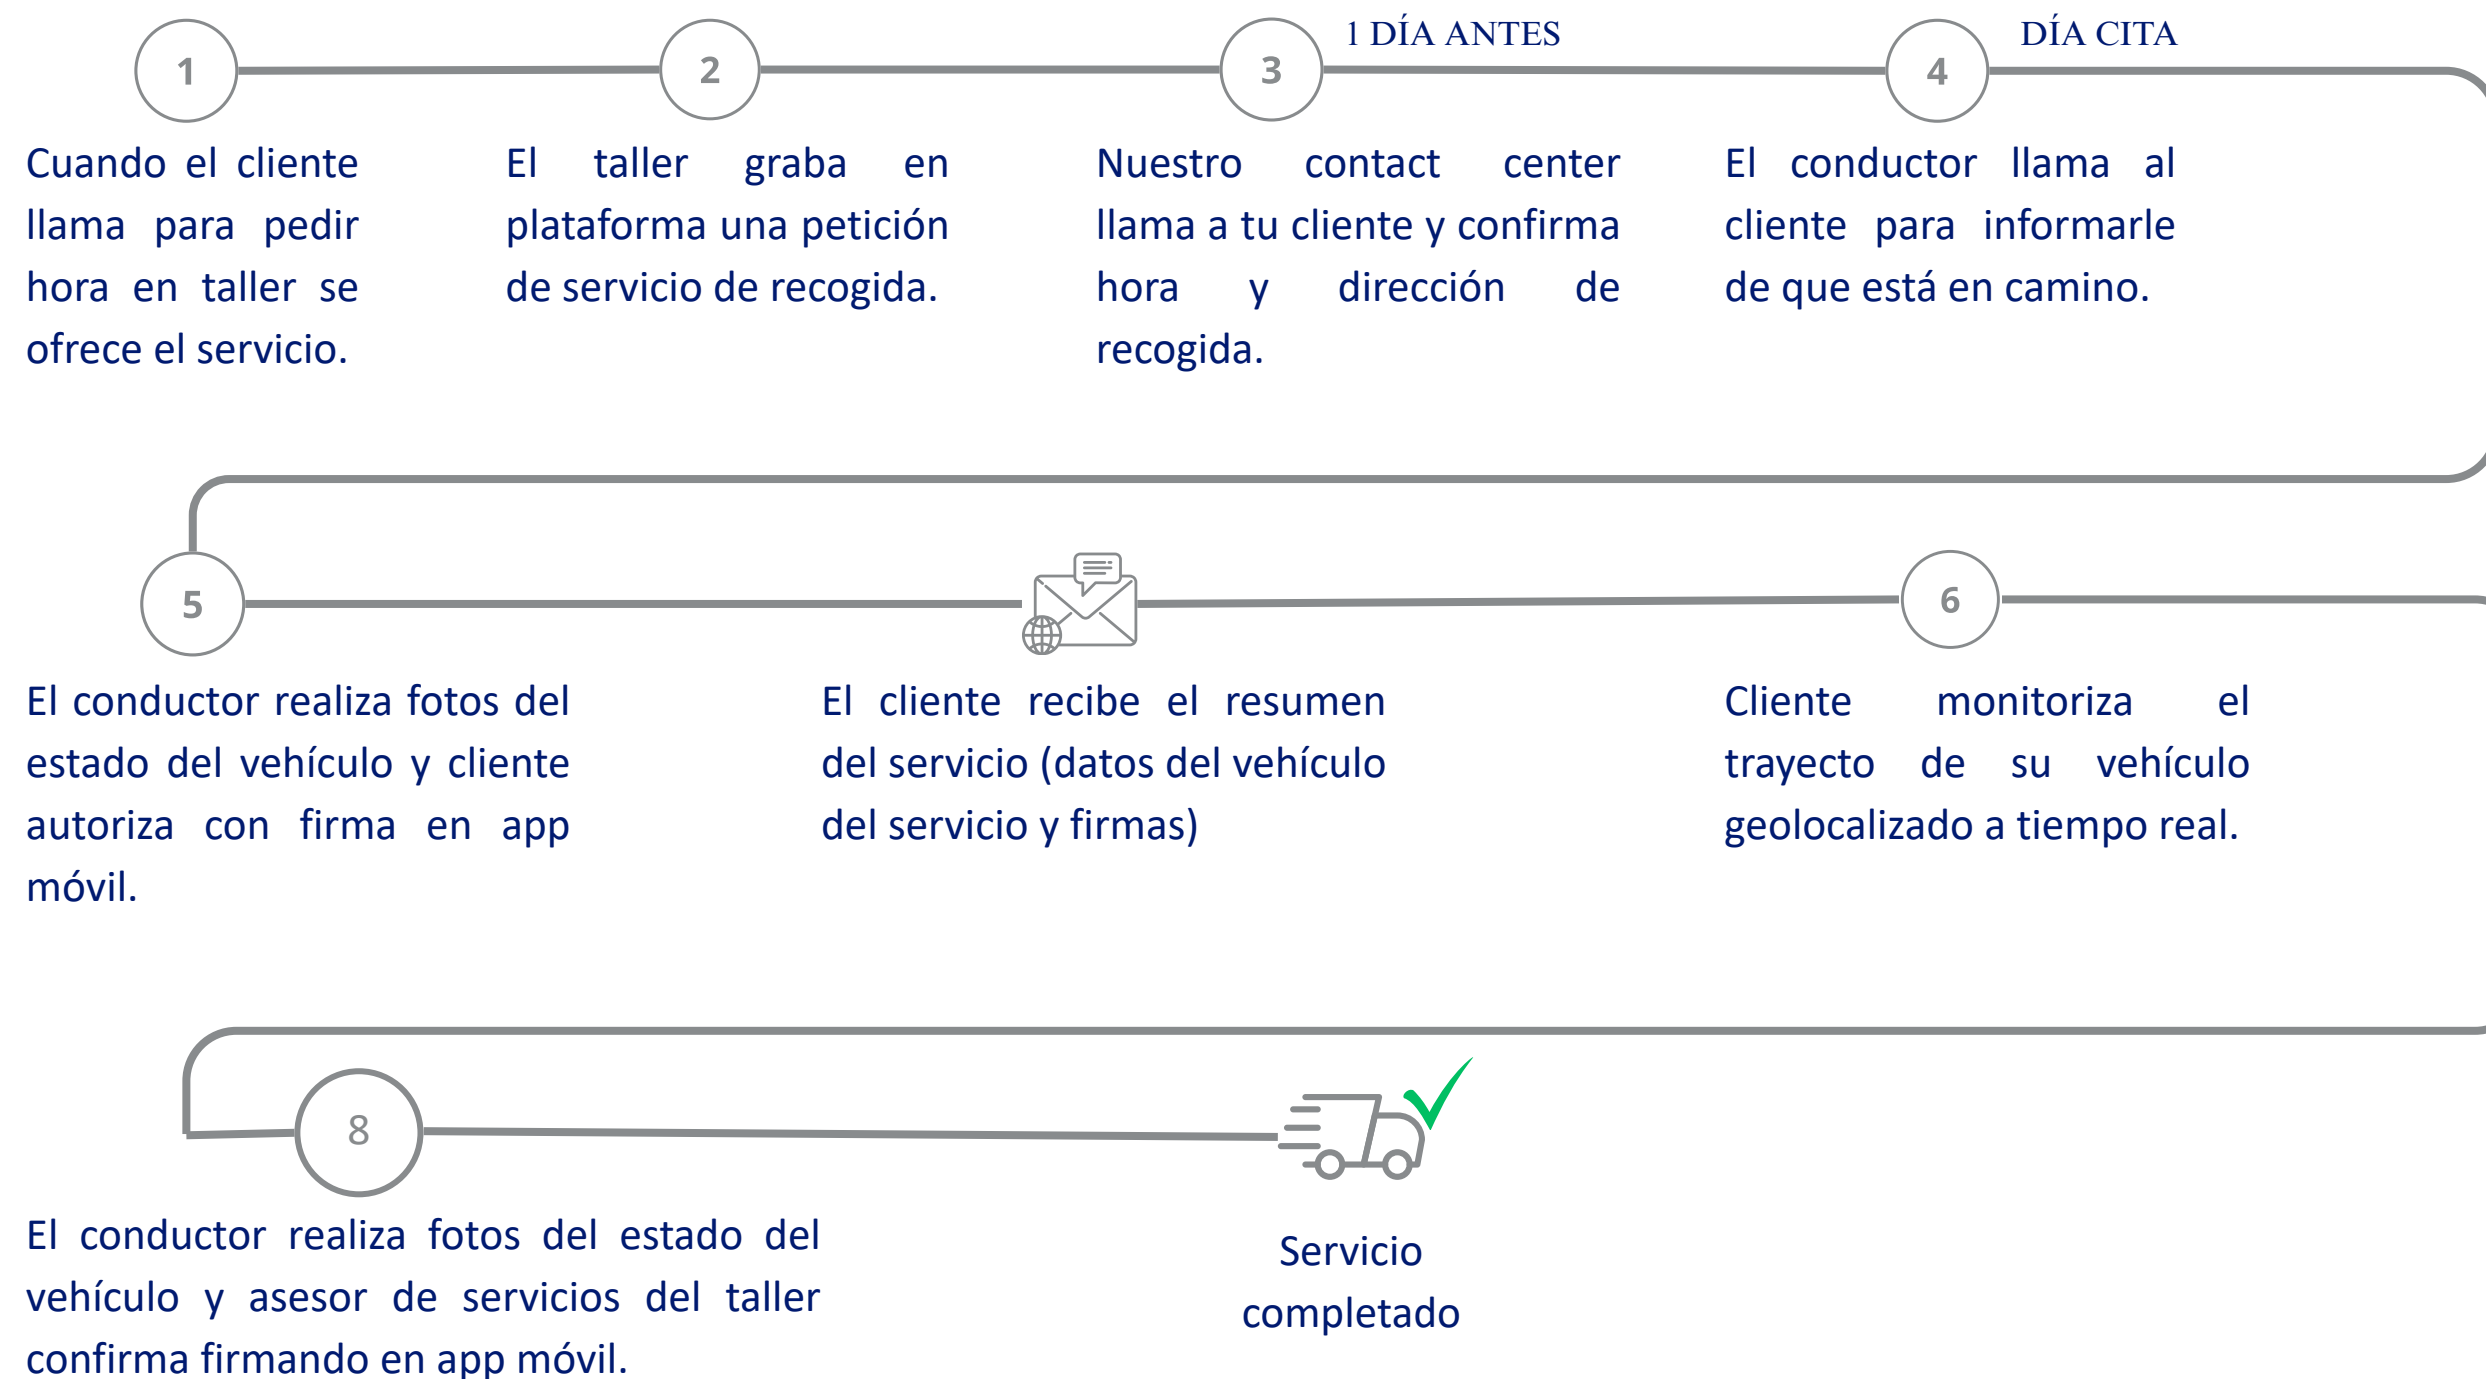 1
2
3
1 DÍA ANTES
4
DÍA CITA
Cuando el cliente
llama para pedir
hora en taller se
ofrece el servicio.
El taller graba en
plataforma una petición
de servicio de recogida.
Nuestro contact center
llama a tu cliente y confirma
hora y dirección de
recogida.
El conductor llama al
cliente para informarle
de que está en camino.
5
6
El conductor realiza fotos del
estado del vehículo y cliente
autoriza con firma en app
móvil.
El cliente recibe el resumen
del servicio (datos del vehículo
del servicio y firmas)
Cliente monitoriza el
trayecto de su vehículo
geolocalizado a tiempo real.
8
El conductor realiza fotos del estado del
vehículo y asesor de servicios del taller
confirma firmando en app móvil.
Servicio
completado